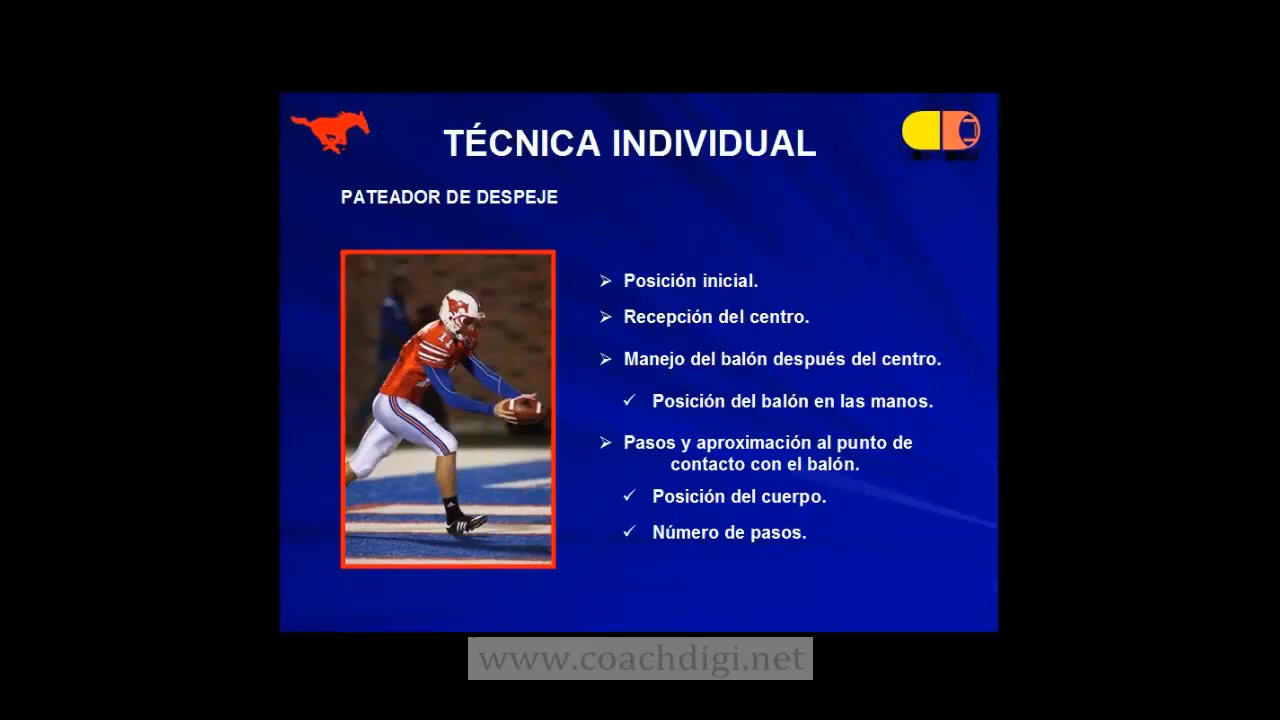 TÉCNICA INDIVIDUAL
PATEADOR DE DESPEJE
11
Posición inicial.
Recepción del centro.
Manejo del balón después del centro.
Posición del balón en las manos.
Pasos y aproximación al punto de
contacto con el balón.
Posición del cuerpo.
Número de pasos.
www.coachdigi.net